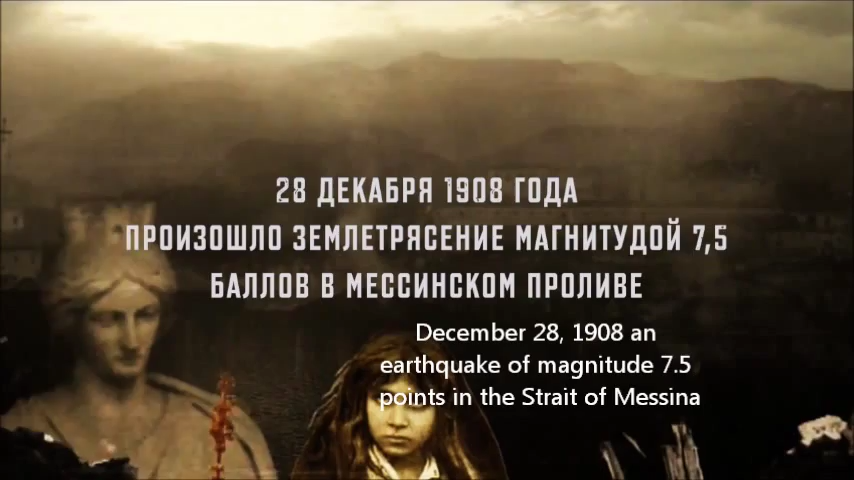 28 ДЕКАБРЯ 1908 ГОДА
ПРОИЗОШЛО ЗЕМЛЕТРЯСЕНИЕ МАГНИТУДОЙ 7,5
БАЛЛОВ В МЕССИНСКОМ ПРОЛИВЕ
December 28, 1908 an
earthquake of magnitude 7.5
points in the Strait of Messina